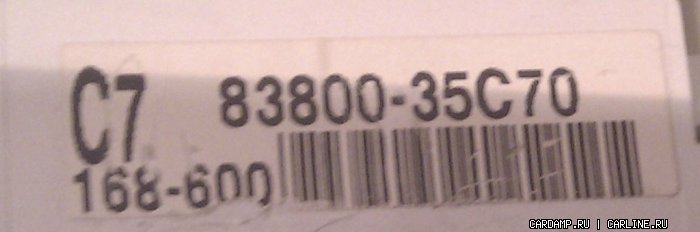 C7 83800-35C70
168-600
CARDAMP.RU | CARLINE.RU